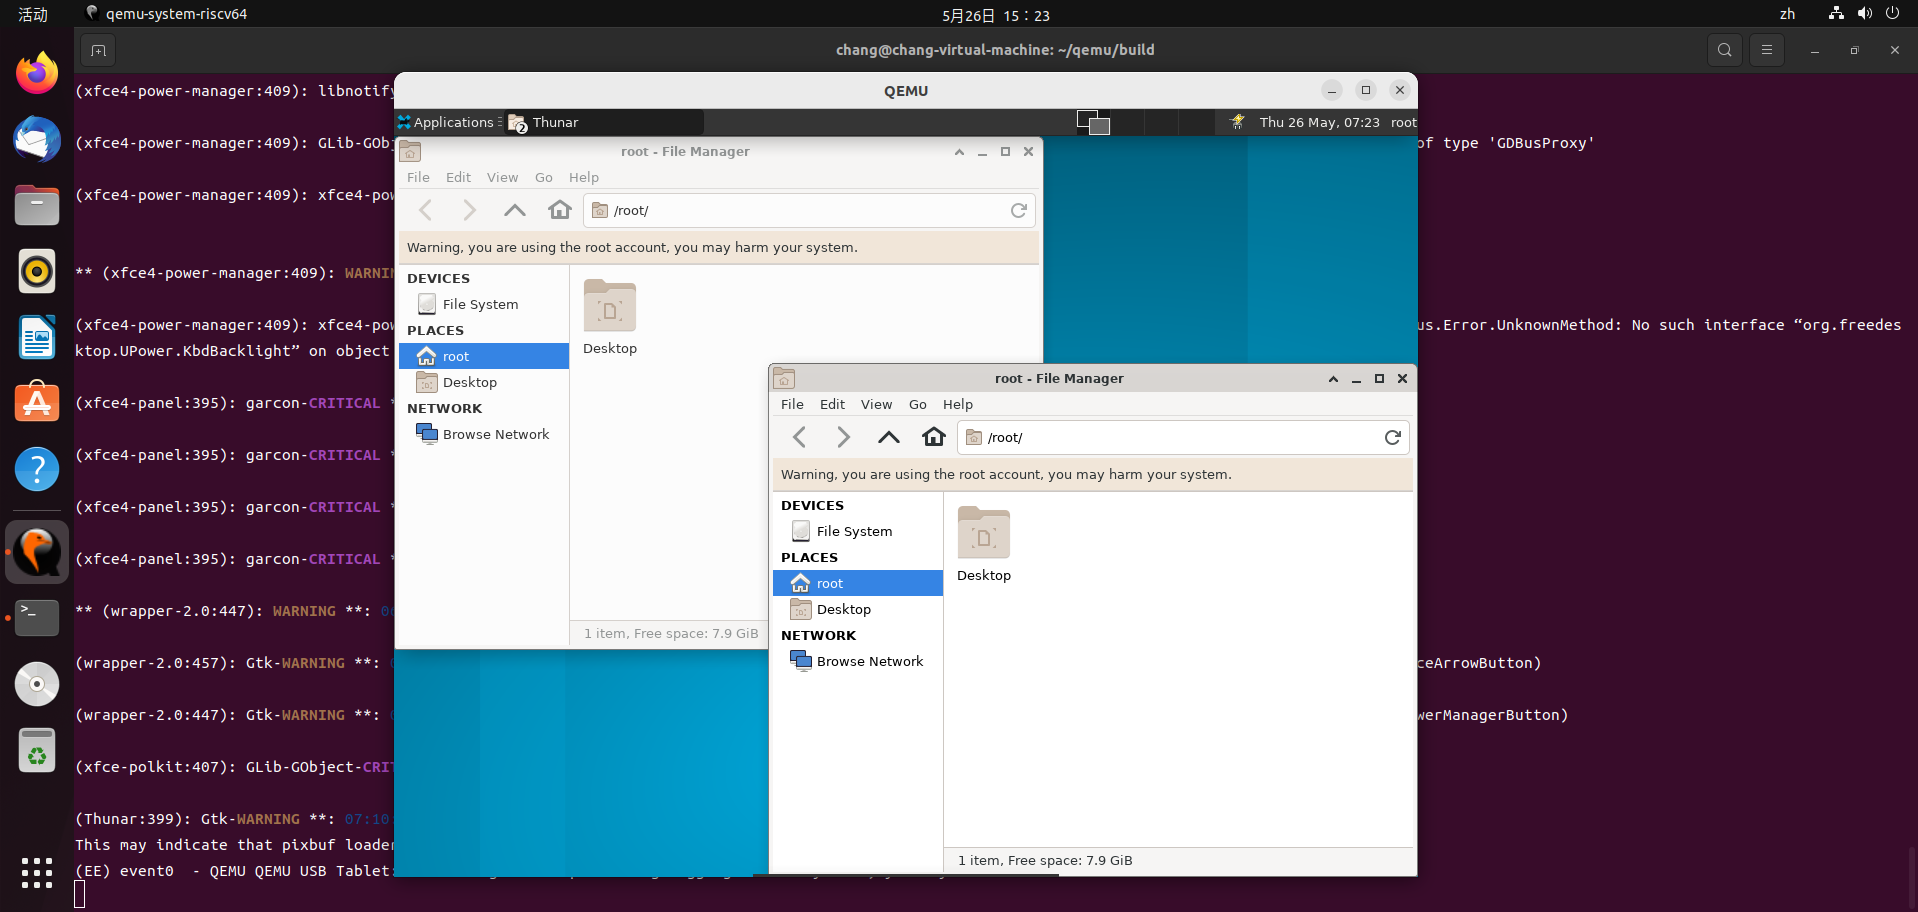 活动
qemu-system-riscv64
5月26日 15：23
zh
chang@chang-virtual-machine: ~/qemu/build
(xfce4-power-manager:409): libnotify
(xfce4-power-manager:409): GLib-GObj
of type 'GDBusProxy'
(xfce4-power-manager:409): xfce4-pow
** (xfce4-power-manager:409): WARNIN
(xfce4-power-manager:409): xfce4-pow
us.Error.UnknownMethod: No such interface “org.freedes
ktop.UPower.KbdBacklight” on object
(xfce4-panel:395): garcon-CRITICAL *
(xfce4-panel:395): garcon-CRITICAL *
(xfce4-panel:395): garcon-CRITICAL *
(xfce4-panel:395): garcon-CRITICAL *
** (wrapper-2.0:447): WARNING **: 06
(wrapper-2.0:457): Gtk-WARNING **:
ceArrowButton)
(wrapper-2.0:447): Gtk-WARNING **:
werManagerButton)
(xfce-polkit:407): GLib-GObject-CRIT
(Thunar:399): Gtk-WARNING **: 07:10
This may indicate that pixbuf loader
(EE) event0 - QEMU QEMU USB Tablet:
QEMU
Applications
2
Thunar
Thu 26 May, 07:23
root
root - File Manager
File Edit View Go Help
/root/
Warning, you are using the root account, you may harm your system.
DEVICES
File System
PLACES
root
Desktop
NETWORK
Browse Network
Desktop
1 item, Free space: 7.9 GiB
root - File Manager
File Edit View Go Help
/root/
Warning, you are using the root account, you may harm your system.
DEVICES
File System
PLACES
root
Desktop
NETWORK
Browse Network
Desktop
1 item, Free space: 7.9 GiB